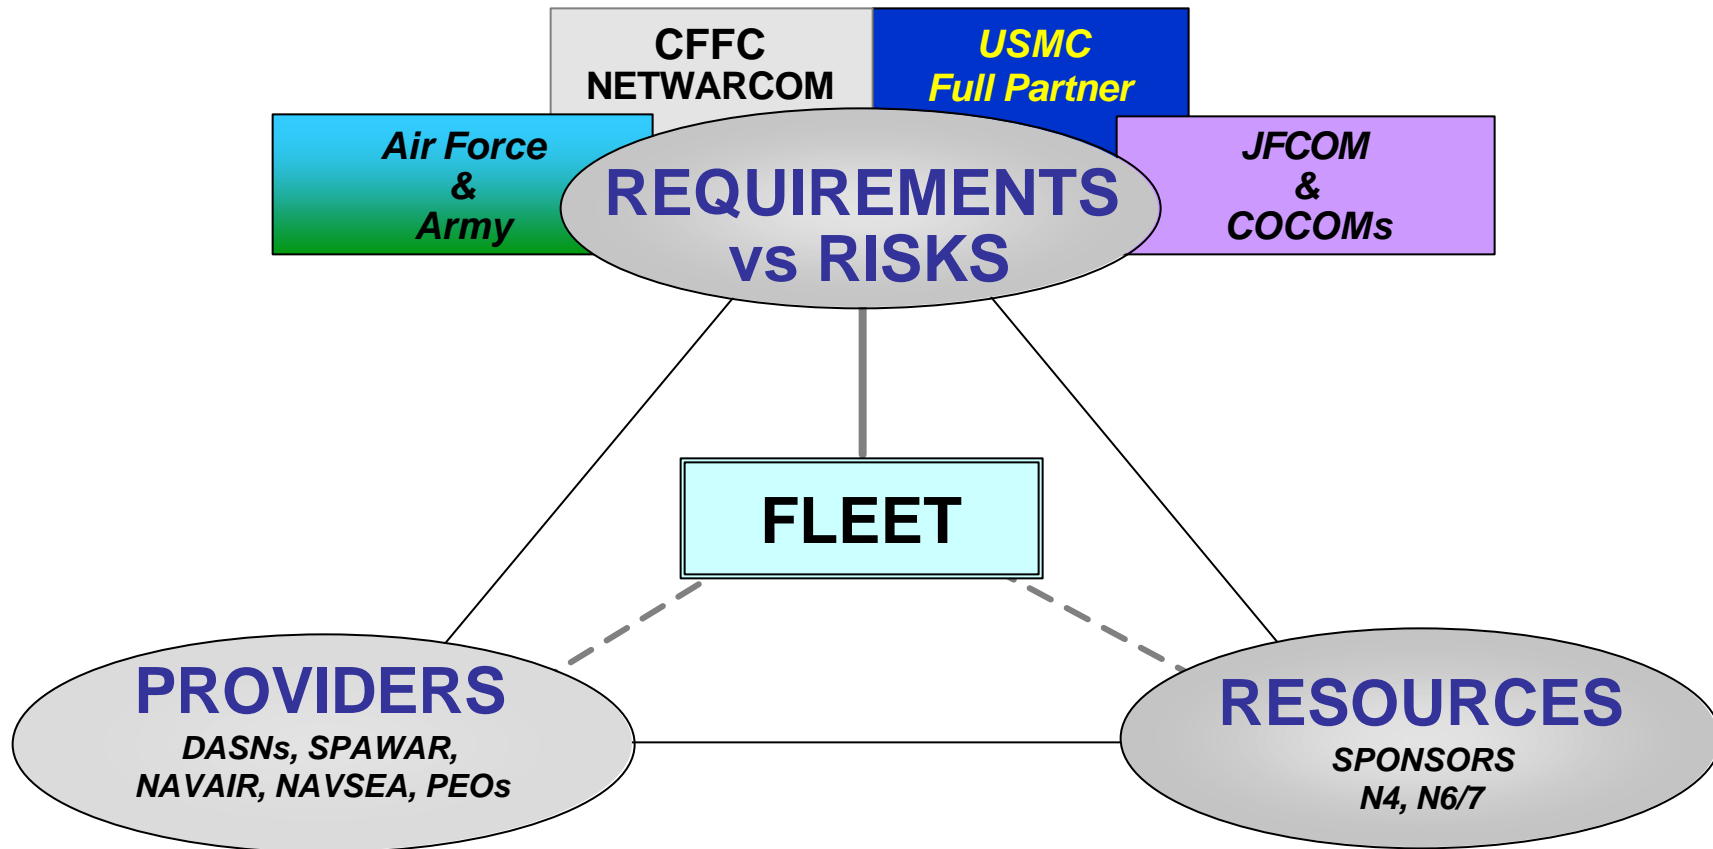 CFFC
NETWARCOM
USMC
Full Partner
Air Force
&
Army
JFCOM
&
COCOMs
REQUIREMENTS
vs RISKS
FLEET
PROVIDERS
DASNs, SPAWAR,
NAVAIR, NAVSEA, PEOs
RESOURCES
SPONSORS
N4, N6/7